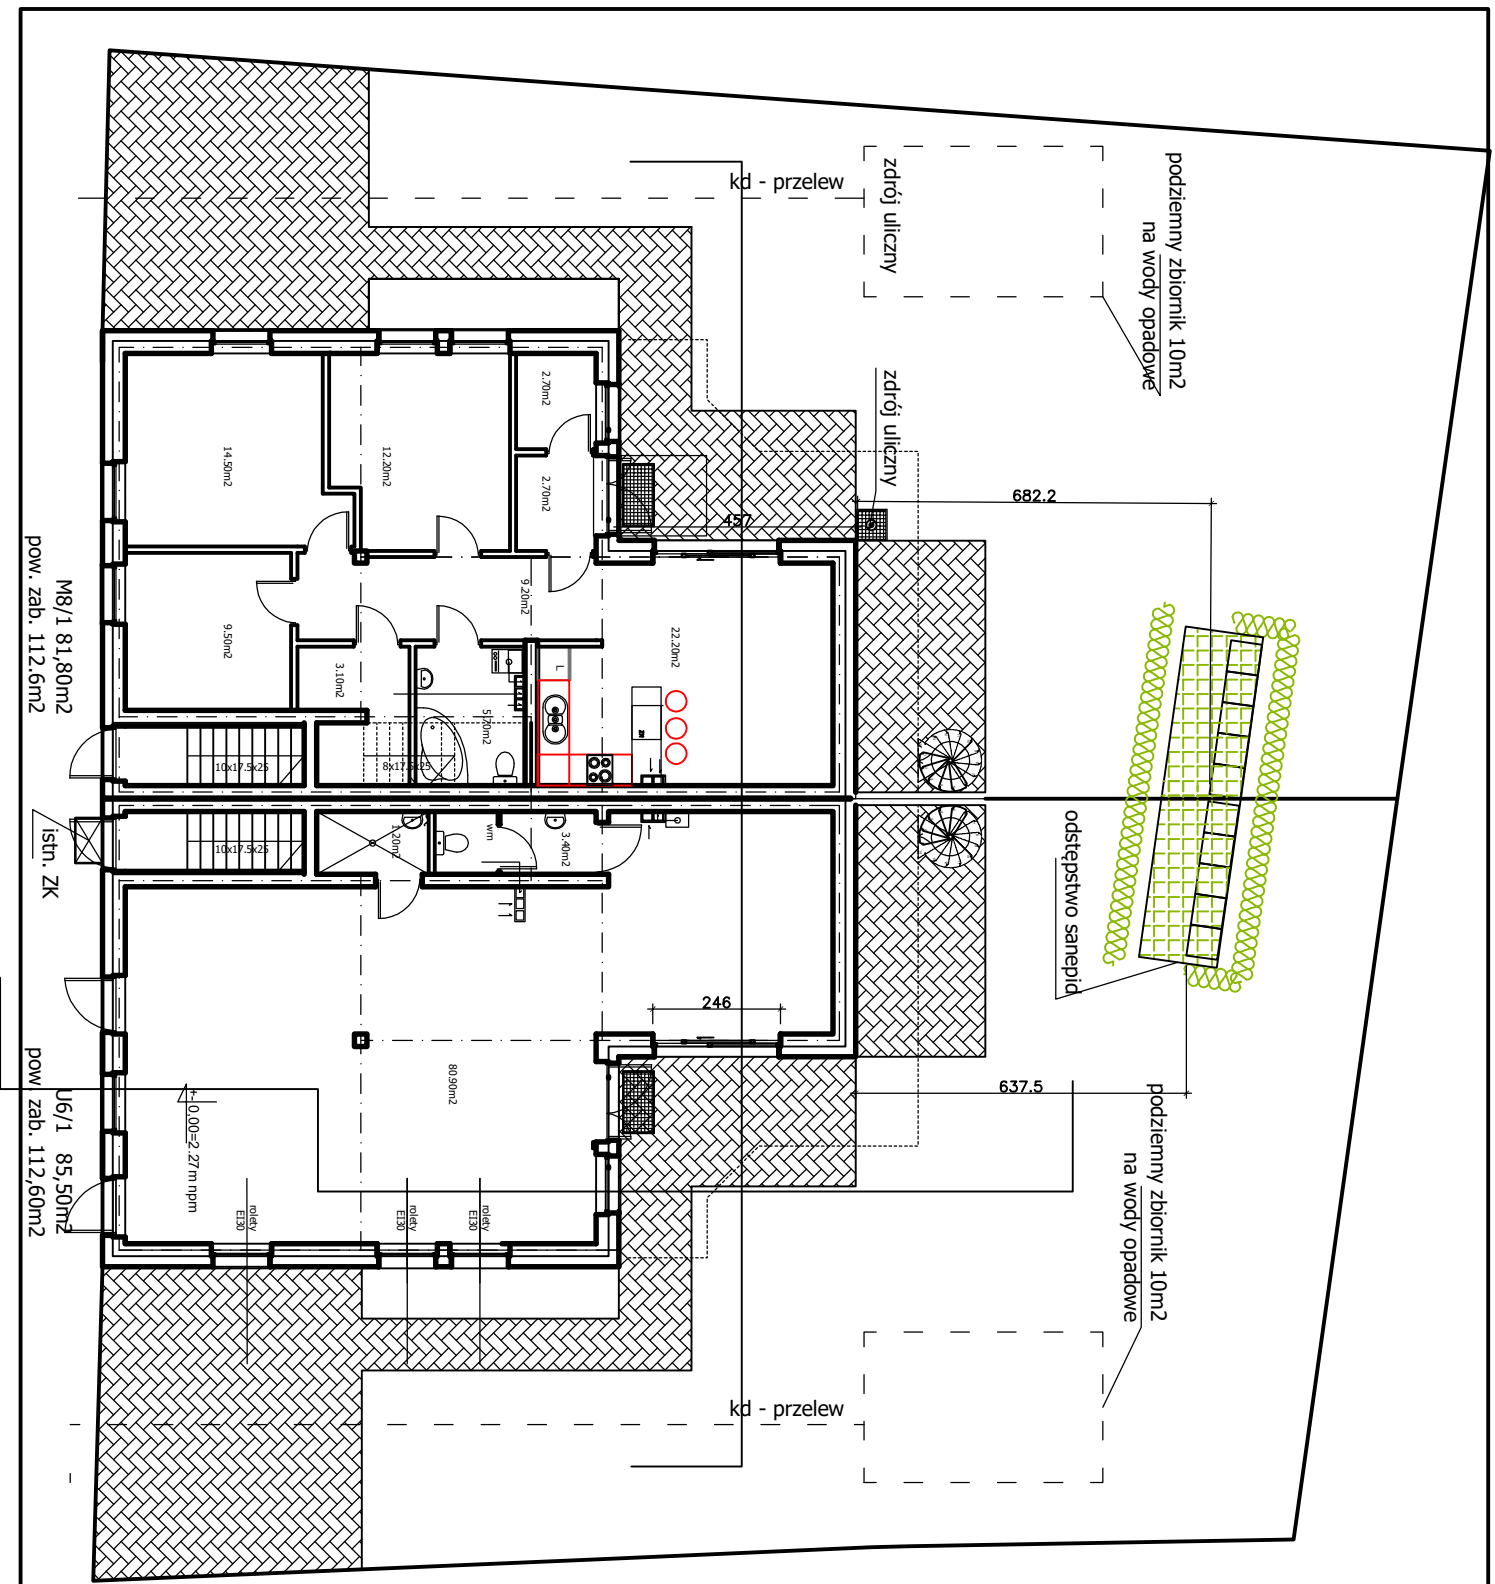 podziemny zbiornik 10m2
na wody opadowe
zdrój uliczny
kd - przelew
zdrój uliczny
682.2
457
2.70m2
2.70m2
12.20m2
14.50m2
9.20m2
22.20m2
9.50m2
3.10m2
5.70m2
L
10x17.5x25
8x17.5x25
M8/1 81,80m2
pow. zab. 112.6m2
istn. ZK
10x17.5x25
1.20m2
wm
3.40m2
odstępstwo sanepid
246
637.5
80.90m2
+-0.00=2.27m npm
U6/1 85,50m2
pow. zab. 112,60m2
rolety
EI30
rolety
EI30
rolety
EI30
podziemny zbiornik 10m2
na wody opadowe
kd - przelew